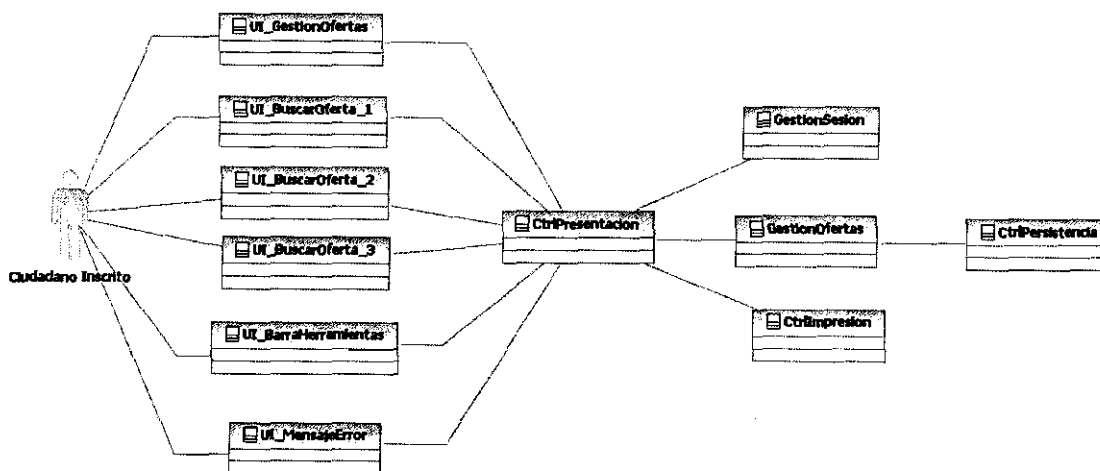 UI_GestionOfertas
UI_BuscarOferta_1
GestionSesion
UI_BuscarOferta_2
CtrlPresentacion
GestionOfertas
CtrlPersistencia
UI_BuscarOferta_3
Ciudadano Inscrito
CtrlImpresion
UI_BarraHerramientas
UI_MensajeError